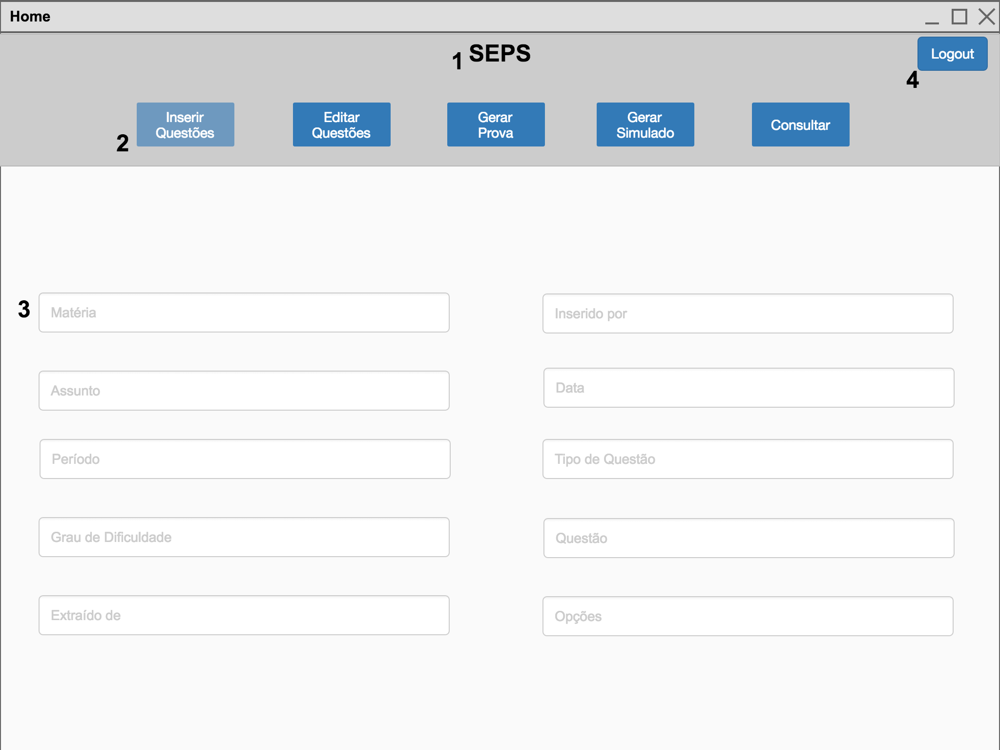 Home
1 SEPS
Logout
4
2
Inserir
Questões
Editar
Questões
Gerar
Prova
Gerar
Simulado
Consultar
3
Matéria
Inserido por
Assunto
Data
Período
Tipo de Questão
Grau de Dificuldade
Questão
Extraído de
Opções